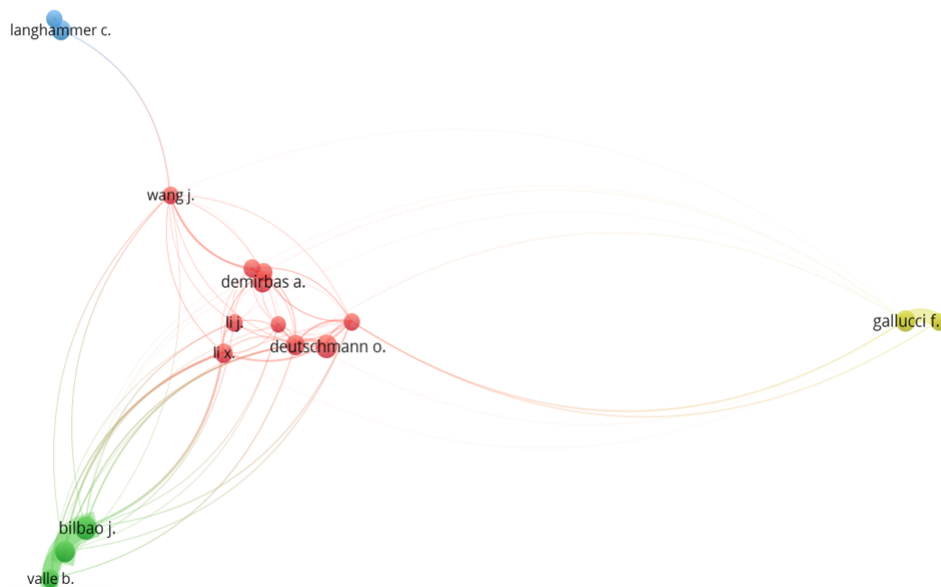 langhammer c.
wang j.
demirbas a.
li j.
gallucci f.
deutschmann o.
li x.
bilbao j.
valle b.